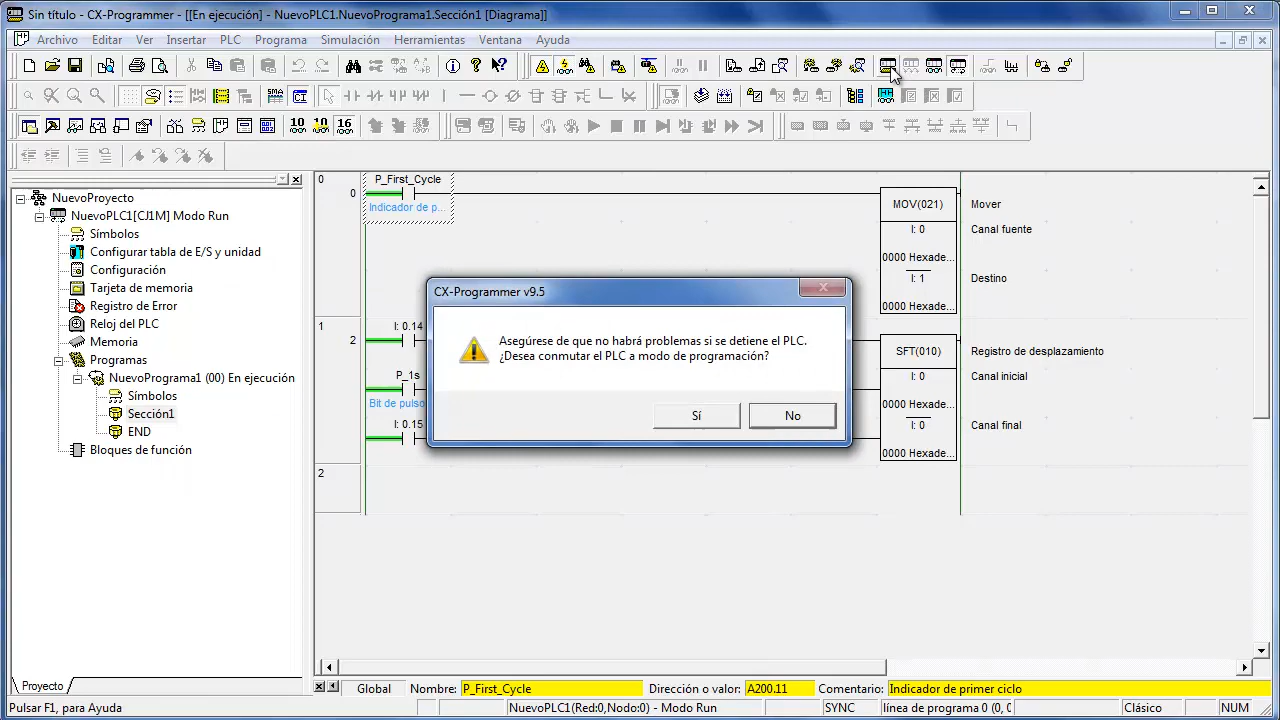 Sin título - CX-Programmer - [[En ejecución] - NuevoPLC1.NuevoPrograma1.Sección1 [Diagrama]]
Archivo Editar Ver Insertar PLC Programa Simulación Herramientas Ventana Ayuda
SMA
10 10 16
NuevoProyecto
NuevoPLC1[CJ1M] Modo Run
Símbolos
Configurar tabla de E/S y unidad
Configuración
Tarjeta de memoria
Registro de Error
Reloj del PLC
Memoria
Programas
NuevoPrograma1 (00) En ejecución
Símbolos
Sección1
END
Bloques de función
Proyecto
0
0
P_First_Cycle
Indicador de p...
MOV(021)
Mover
I: 0
Canal fuente
0000 Hexade...
I: 1
Destino
0000 Hexade...
1
2
I: 0.14
SFT(010)
Registro de desplazamiento
P_1s
I: 0
Canal inicial
Bit de pulso
0000 Hexade...
I: 0.15
I: 0
Canal final
0000 Hexade...
2
CX-Programmer v9.5
Asegúrese de que no habrá problemas si se detiene el PLC.
¿Desea conmutar el PLC a modo de programación?
Sí No
Global Nombre: P_First_Cycle Dirección o valor: A200.11 Comentario: Indicador de primer ciclo
Pulsar F1, para Ayuda NuevoPLC1(Red:0,Nodo:0) - Modo Run SYNC línea de programa 0 (0, Clásico NUM